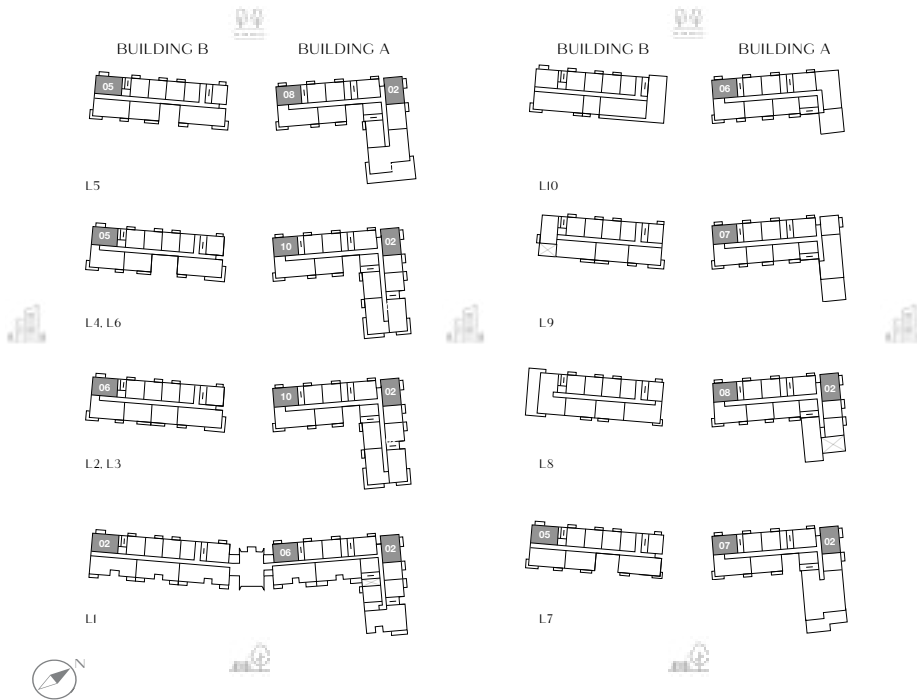 BUILDING B BUILDING A
05 08 02
L5
05 10 02
L4, L6
06 10 02
L2, L3
02 06 02
L1
N
BUILDING B BUILDING A
06
L10
07
L9
08 02
L8
05 07 02
L7